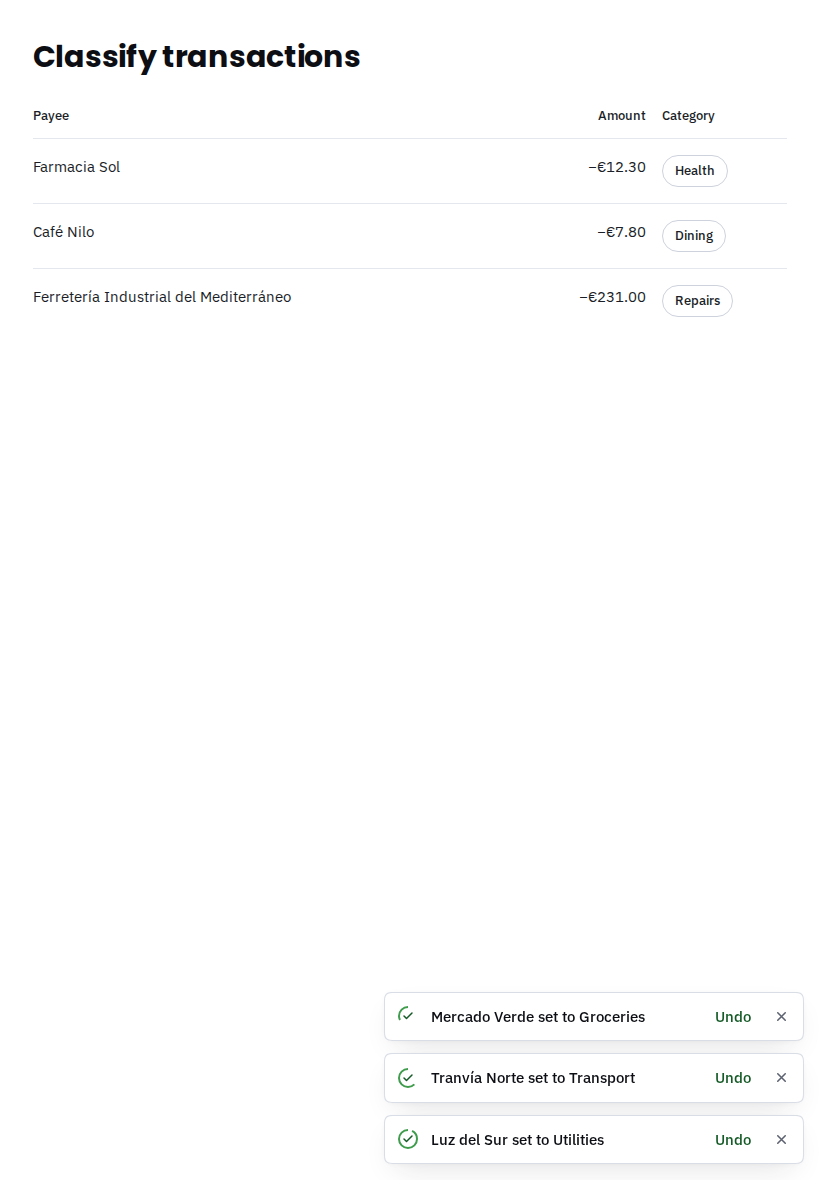 Classify transactions
Payee Amount Category
Farmacia Sol −€12.30 Health
Café Nilo −€7.80 Dining
Ferretería Industrial del Mediterráneo −€231.00 Repairs
Mercado Verde set to Groceries Undo
Tranvía Norte set to Transport Undo
Luz del Sur set to Utilities Undo